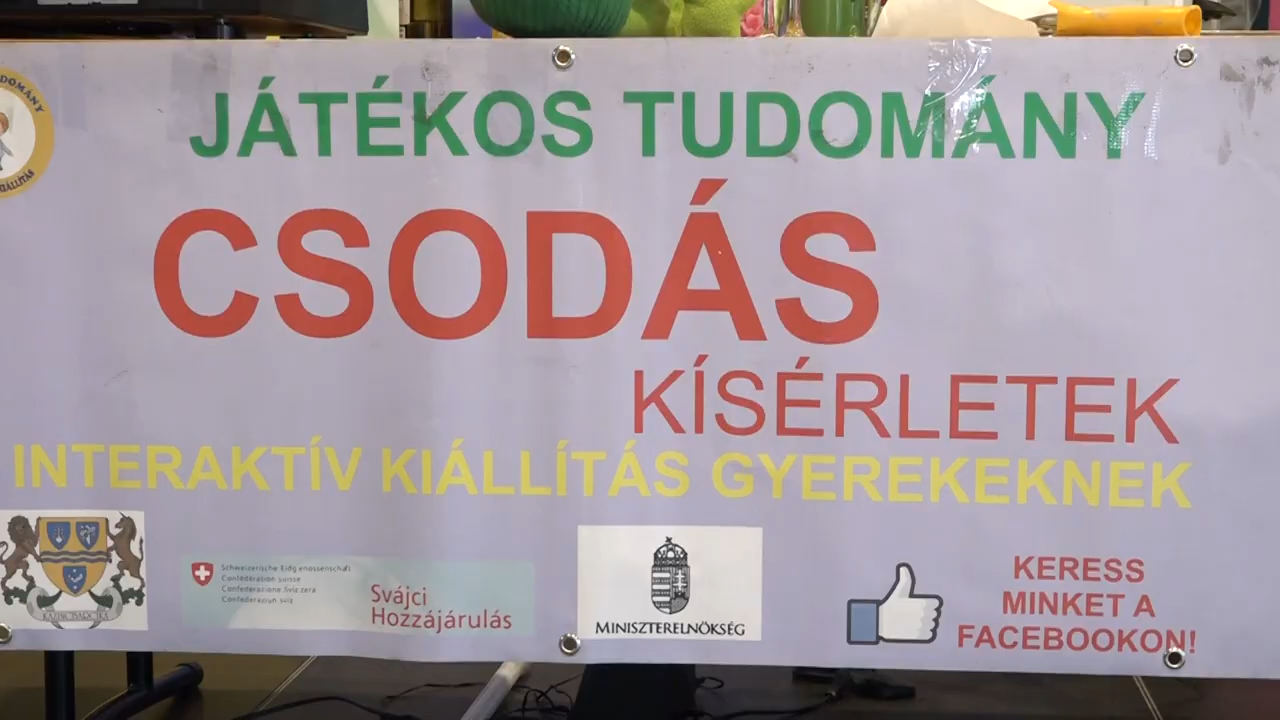 JÁTÉKOS TUDOMÁNY
CSODÁS
KÍSÉRLETEK
INTERAKTÍV KIÁLLÍTÁS GYEREKEKNEK
KAZINCBARCIKA
Schweizerische Eidgenossenschaft
Confédération suisse
Confederazione Svizzera
Confederaziun svizra
Svájci
Hozzájárulás
MINISZTERELNÖKSÉG
KERESS
MINKET A
FACEBOOKON!